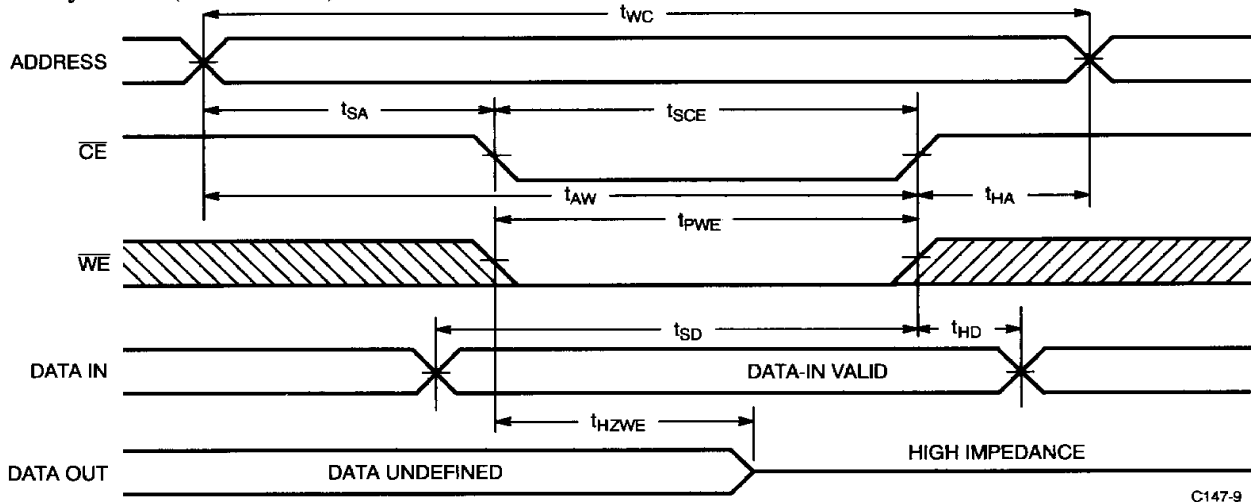 tWC
ADDRESS
tSA
tSCE
CE
tAW
tHA
tPWE
WE
tSD
tHD
DATA IN
DATA-IN VALID
tHZWE
DATA OUT
DATA UNDEFINED
HIGH IMPEDANCE
C147-9